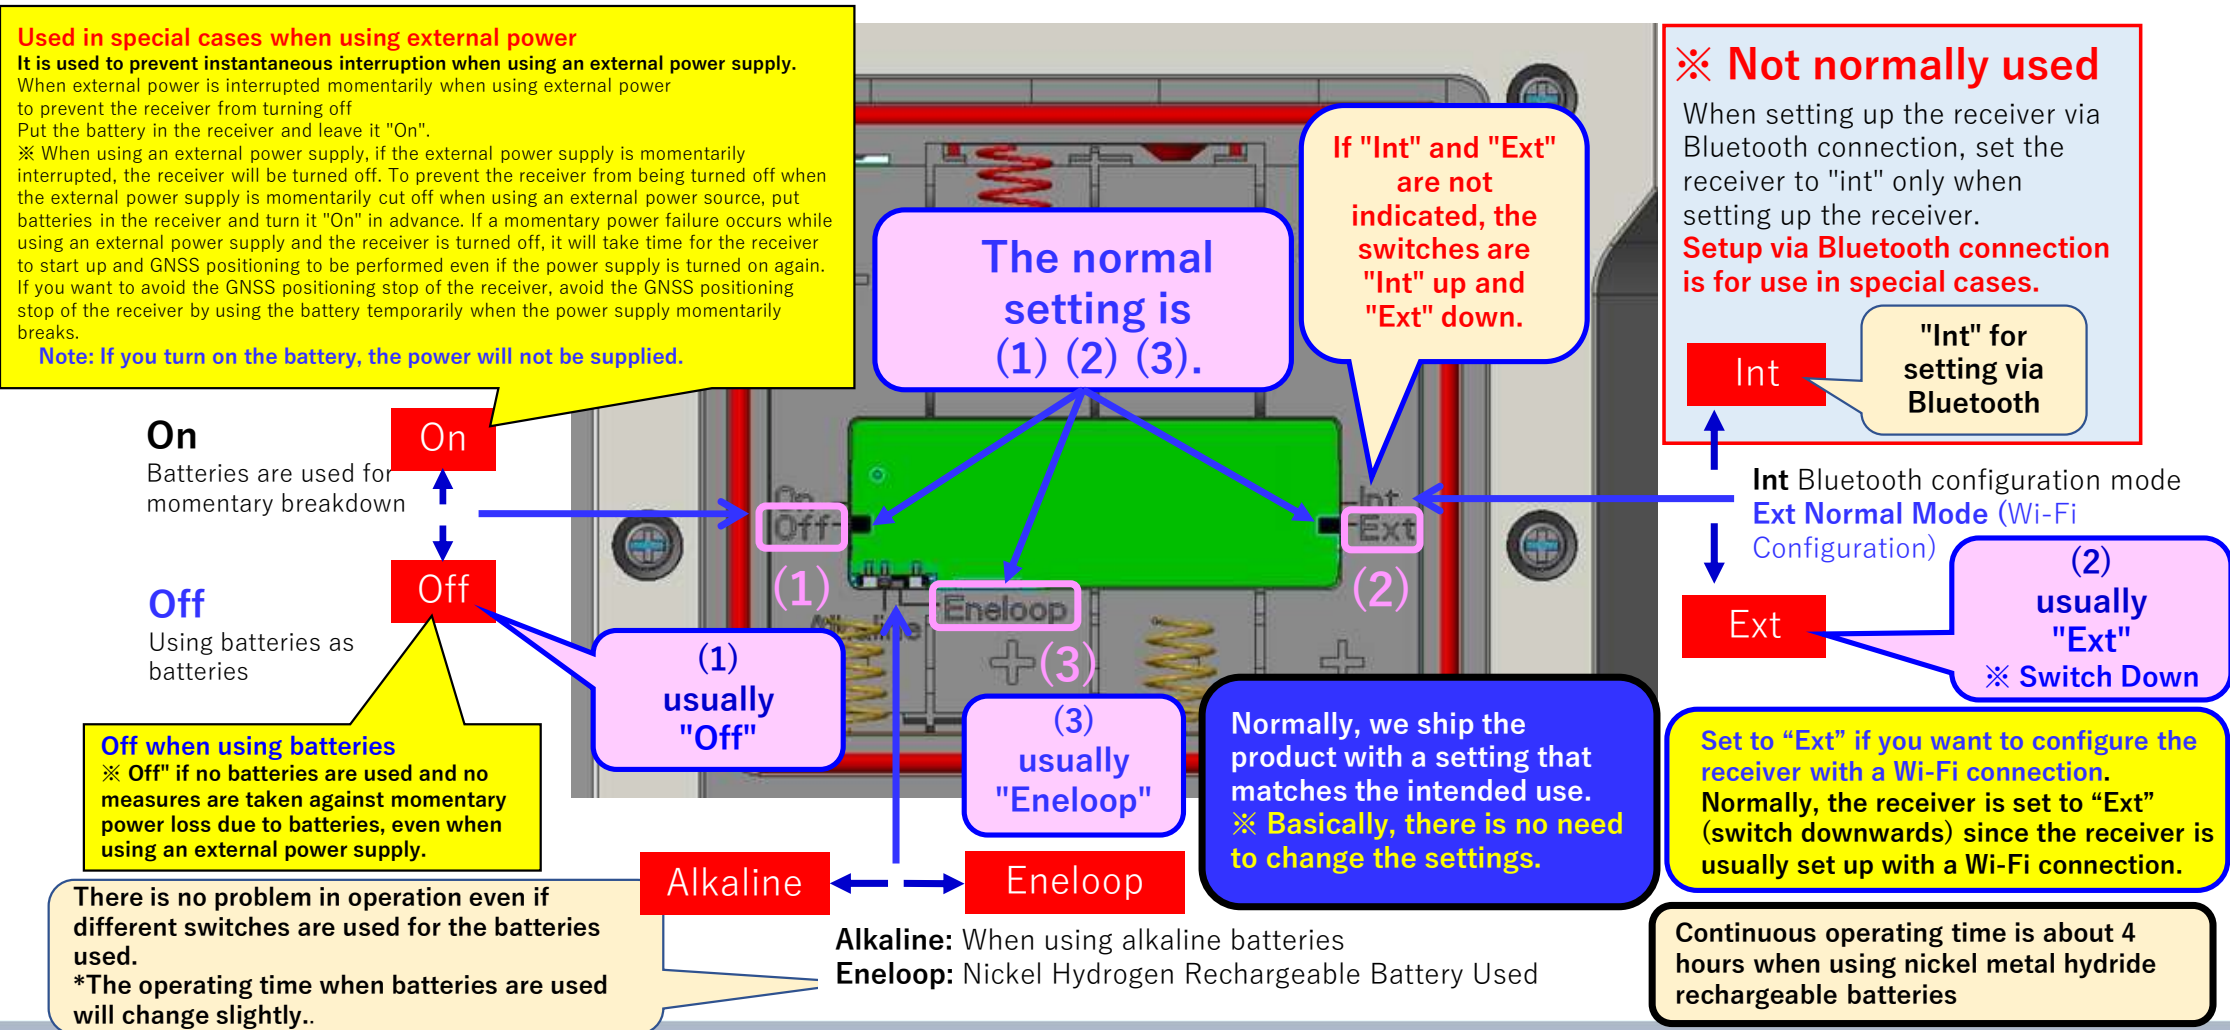 Used in special cases when using external power
It is used to prevent instantaneous interruption when using an external power supply.
When external power is interrupted momentarily when using external power
to prevent the receiver from turning off
Put the battery in the receiver and leave it "On".
※ When using an external power supply, if the external power supply is momentarily
interrupted, the receiver will be turned off. To prevent the receiver from being turned off when
the external power supply is momentarily cut off when using an external power source, put
batteries in the receiver and turn it "On" in advance. If a momentary power failure occurs while
using an external power supply and the receiver is turned off, it will take time for the receiver
to start up and GNSS positioning to be performed even if the power supply is turned on again.
If you want to avoid the GNSS positioning stop of the receiver, avoid the GNSS positioning
stop of the receiver by using the battery temporarily when the power supply momentarily
breaks.
Note: If you turn on the battery, the power will not be supplied.
On
Batteries are used for
momentary breakdown
On
Off
Using batteries as
batteries
Off
Off when using batteries
※ Off" if no batteries are used and no
measures are taken against momentary
power loss due to batteries, even when
using an external power supply.
(1)
usually
"Off"
The normal
setting is
(1) (2) (3).
If "Int" and "Ext"
are not
indicated, the
switches are
"Int" up and
"Ext" down.
On
Off
(1)
Int
Ext
(2)
Eneloop
Alkaline
(3)
(3)
usually
"Eneloop"
※ Not normally used
When setting up the receiver via
Bluetooth connection, set the
receiver to "int" only when
setting up the receiver.
Setup via Bluetooth connection
is for use in special cases.
Int
"Int" for
setting via
Bluetooth
Int Bluetooth configuration mode
Ext Normal Mode (Wi-Fi
Configuration)
Ext
(2)
usually
"Ext"
※ Switch Down
Normally, we ship the
product with a setting that
matches the intended use.
※ Basically, there is no need
to change the settings.
Set to “Ext” if you want to configure the
receiver with a Wi-Fi connection.
Normally, the receiver is set to “Ext”
(switch downwards) since the receiver is
usually set up with a Wi-Fi connection.
Alkaline
Eneloop
There is no problem in operation even if
different switches are used for the batteries
used.
*The operating time when batteries are used
will change slightly..
Alkaline: When using alkaline batteries
Eneloop: Nickel Hydrogen Rechargeable Battery Used
Continuous operating time is about 4
hours when using nickel metal hydride
rechargeable batteries